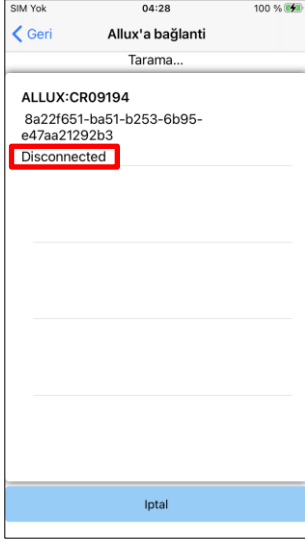 SIM Yok 04:28 100 %
Geri Allux'a bağlanti
Tarama...
ALLUX:CR09194
8a22f651-ba51-b253-6b95-
e47aa21292b3
Disconnected
Iptal